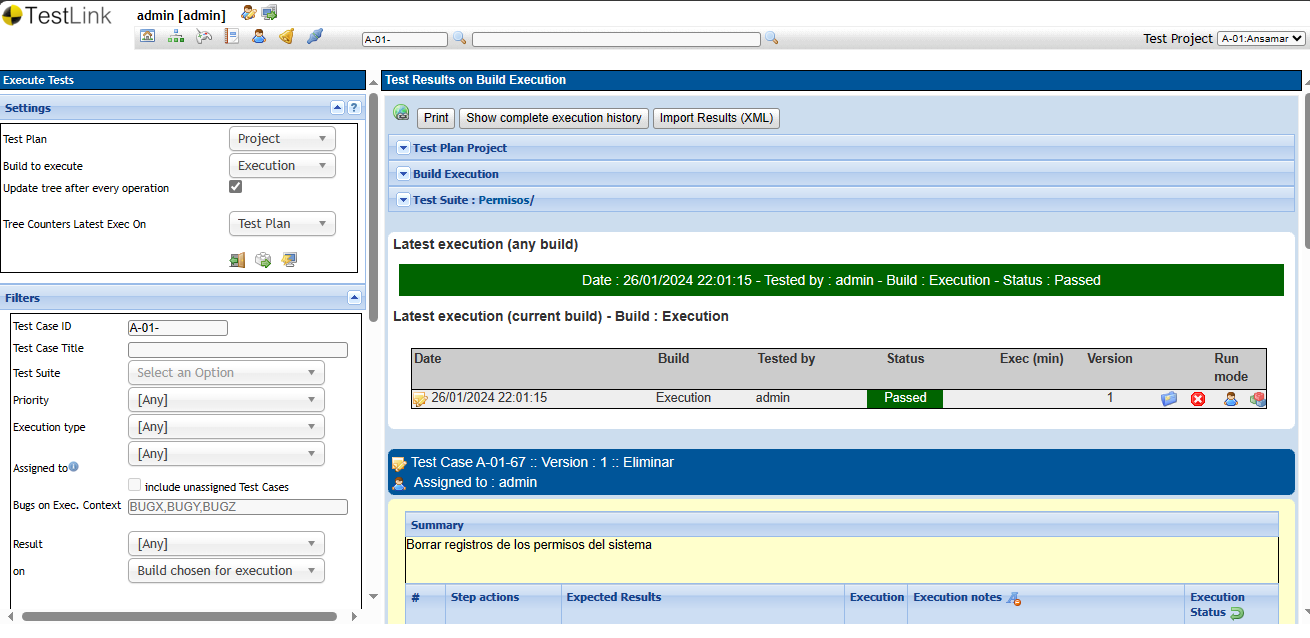 TestLink
admin [admin]
A-01-
Test Project A-01:Ansamar
Execute Tests
Settings
?
Test Plan Project
Build to execute Execution
Update tree after every operation
Tree Counters Latest Exec On Test Plan
Filters
Test Case ID A-01-
Test Case Title
Test Suite Select an Option
Priority [Any]
Execution type [Any]
[Any]
Assigned to
include unassigned Test Cases
Bugs on Exec. Context BUGX,BUGY,BUGZ
Result [Any]
on Build chosen for execution
Test Results on Build Execution
Print Show complete execution history Import Results (XML)
Test Plan Project
Build Execution
Test Suite : Permisos/
Latest execution (any build)
Date : 26/01/2024 22:01:15 - Tested by : admin - Build : Execution - Status : Passed
Latest execution (current build) - Build : Execution
Date Build Tested by Status Exec (min) Version Run mode
26/01/2024 22:01:15 Execution admin Passed 1
Test Case A-01-67 :: Version : 1 :: Eliminar
Assigned to : admin
Summary
Borrar registros de los permisos del sistema
# Step actions Expected Results Execution Execution notes Execution Status